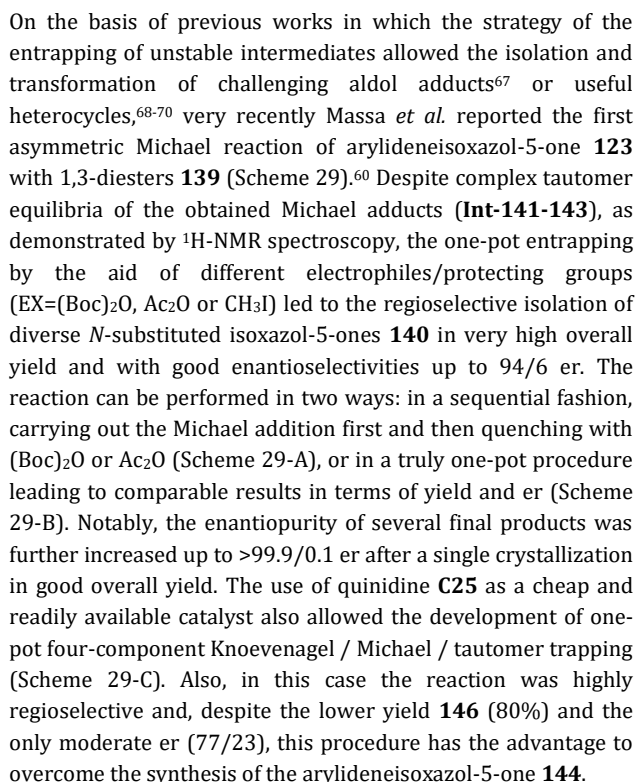 On the basis of previous works in which the strategy of the
entrapping of unstable intermediates allowed the isolation and
transformation of challenging aldol adducts⁶⁷ or useful
heterocycles,⁶⁸⁻⁷⁰ very recently Massa et al. reported the first
asymmetric Michael reaction of arylideneisoxazol-5-one 123
with 1,3-diesters 139 (Scheme 29).⁶⁰ Despite complex tautomer
equilibria of the obtained Michael adducts (Int-141-143), as
demonstrated by ¹H-NMR spectroscopy, the one-pot entrapping
by the aid of different electrophiles/protecting groups
(EX=(Boc)₂O, Ac₂O or CH₃I) led to the regioselective isolation of
diverse N-substituted isoxazol-5-ones 140 in very high overall
yield and with good enantioselectivities up to 94/6 er. The
reaction can be performed in two ways: in a sequential fashion,
carrying out the Michael addition first and then quenching with
(Boc)₂O or Ac₂O (Scheme 29-A), or in a truly one-pot procedure
leading to comparable results in terms of yield and er (Scheme
29-B). Notably, the enantiopurity of several final products was
further increased up to >99.9/0.1 er after a single crystallization
in good overall yield. The use of quinidine C25 as a cheap and
readily available catalyst also allowed the development of one-
pot four-component Knoevenagel / Michael / tautomer trapping
(Scheme 29-C). Also, in this case the reaction was highly
regioselective and, despite the lower yield 146 (80%) and the
only moderate er (77/23), this procedure has the advantage to
overcome the synthesis of the arylideneisoxazol-5-one 144.